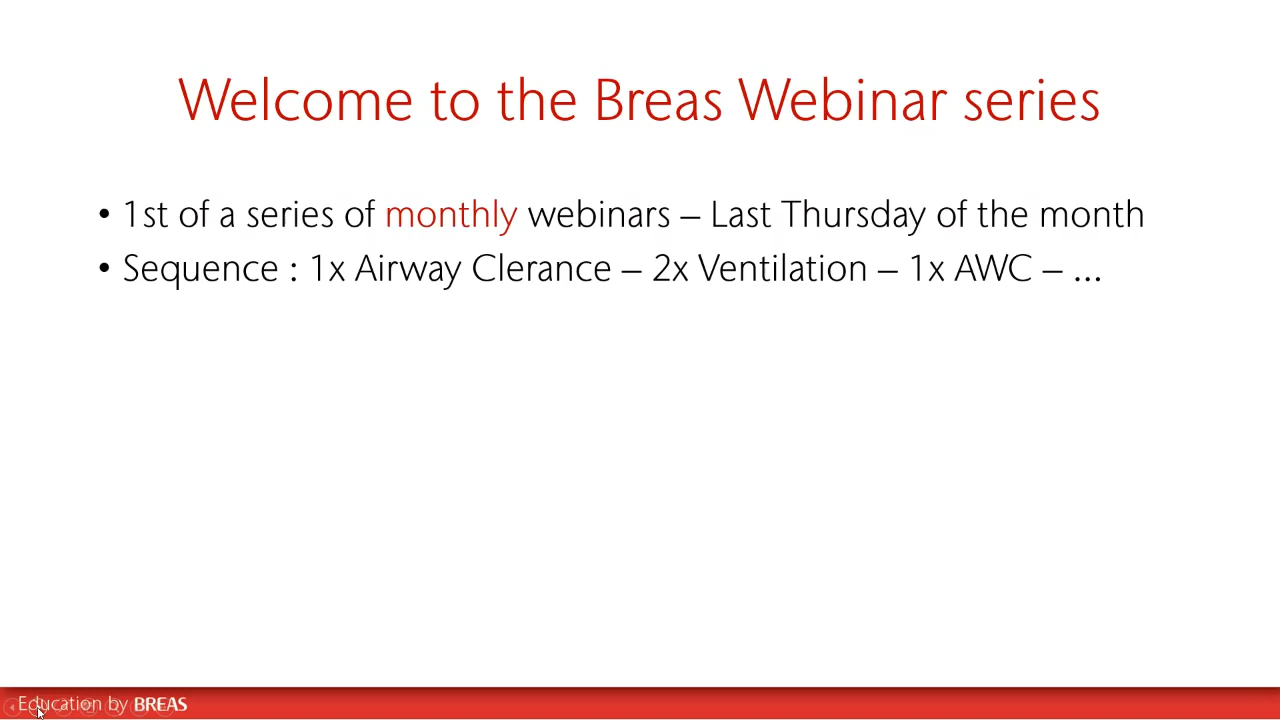 Welcome to the Breas Webinar series
• 1st of a series of monthly webinars – Last Thursday of the month
• Sequence : 1x Airway Clerance – 2x Ventilation – 1x AWC – ...
Education by BREAS